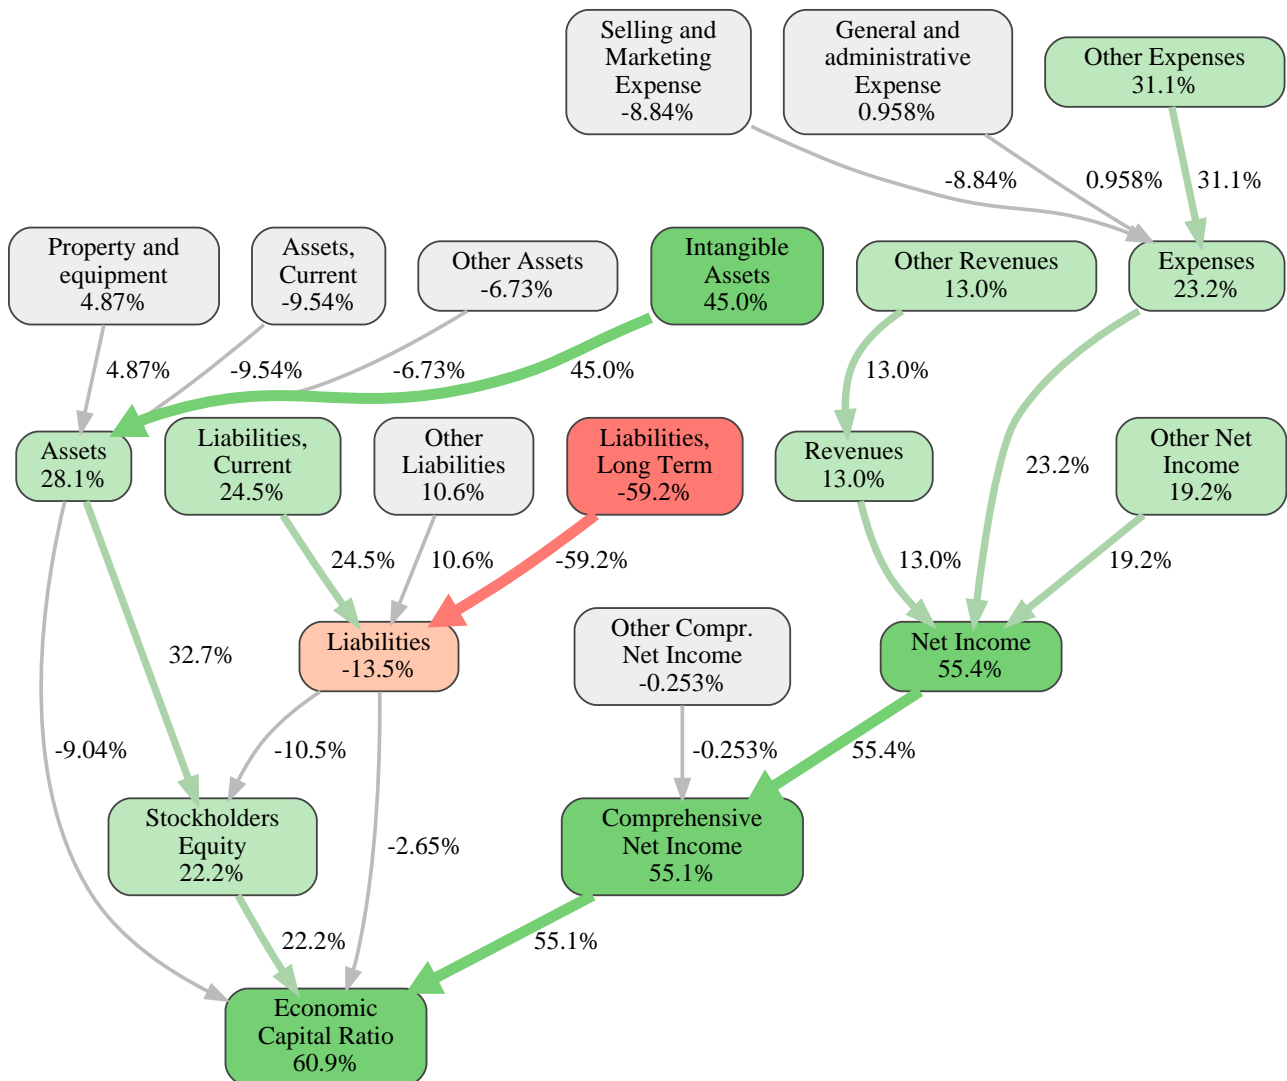 Selling and
Marketing
Expense
-8.84%
General and
administrative
Expense
0.958%
Other Expenses
31.1%
-8.84%
0.958%
31.1%
Property and
equipment
4.87%
Assets,
Current
-9.54%
Other Assets
-6.73%
Intangible
Assets
45.0%
Other Revenues
13.0%
Expenses
23.2%
4.87%
-9.54%
-6.73%
45.0%
13.0%
Assets
28.1%
Liabilities,
Current
24.5%
Other
Liabilities
10.6%
Liabilities,
Long Term
-59.2%
Revenues
13.0%
23.2%
Other Net
Income
19.2%
24.5%
10.6%
-59.2%
13.0%
19.2%
32.7%
Liabilities
-13.5%
Other Compr.
Net Income
-0.253%
Net Income
55.4%
-9.04%
-10.5%
-0.253%
55.4%
Stockholders
Equity
22.2%
-2.65%
Comprehensive
Net Income
55.1%
22.2%
55.1%
Economic
Capital Ratio
60.9%